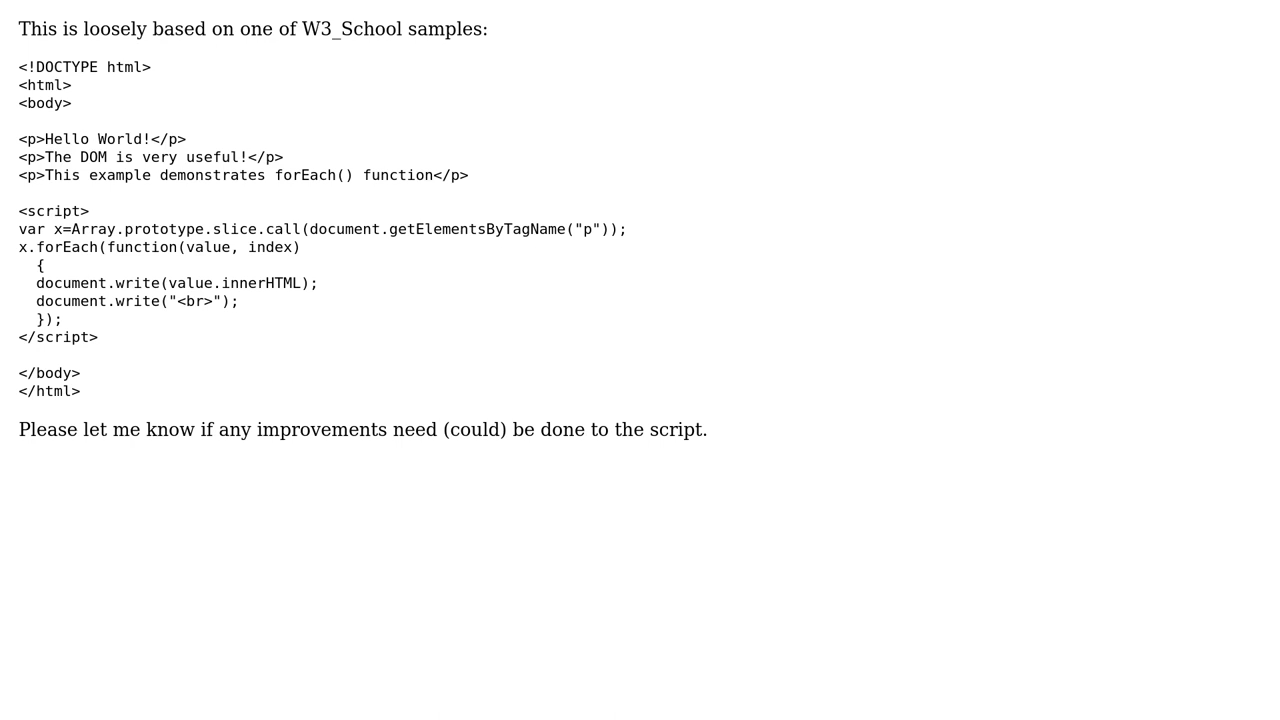 This is loosely based on one of W3_School samples:
<!DOCTYPE html>
<html>
<body>
<p>Hello World!</p>
<p>The DOM is very useful!</p>
<p>This example demonstrates forEach() function</p>
<script>
var x=Array.prototype.slice.call(document.getElementsByTagName("p"));
x.forEach(function(value, index)
  {
  document.write(value.innerHTML);
  document.write("<br>");
  });
</script>
</body>
</html>
Please let me know if any improvements need (could) be done to the script.